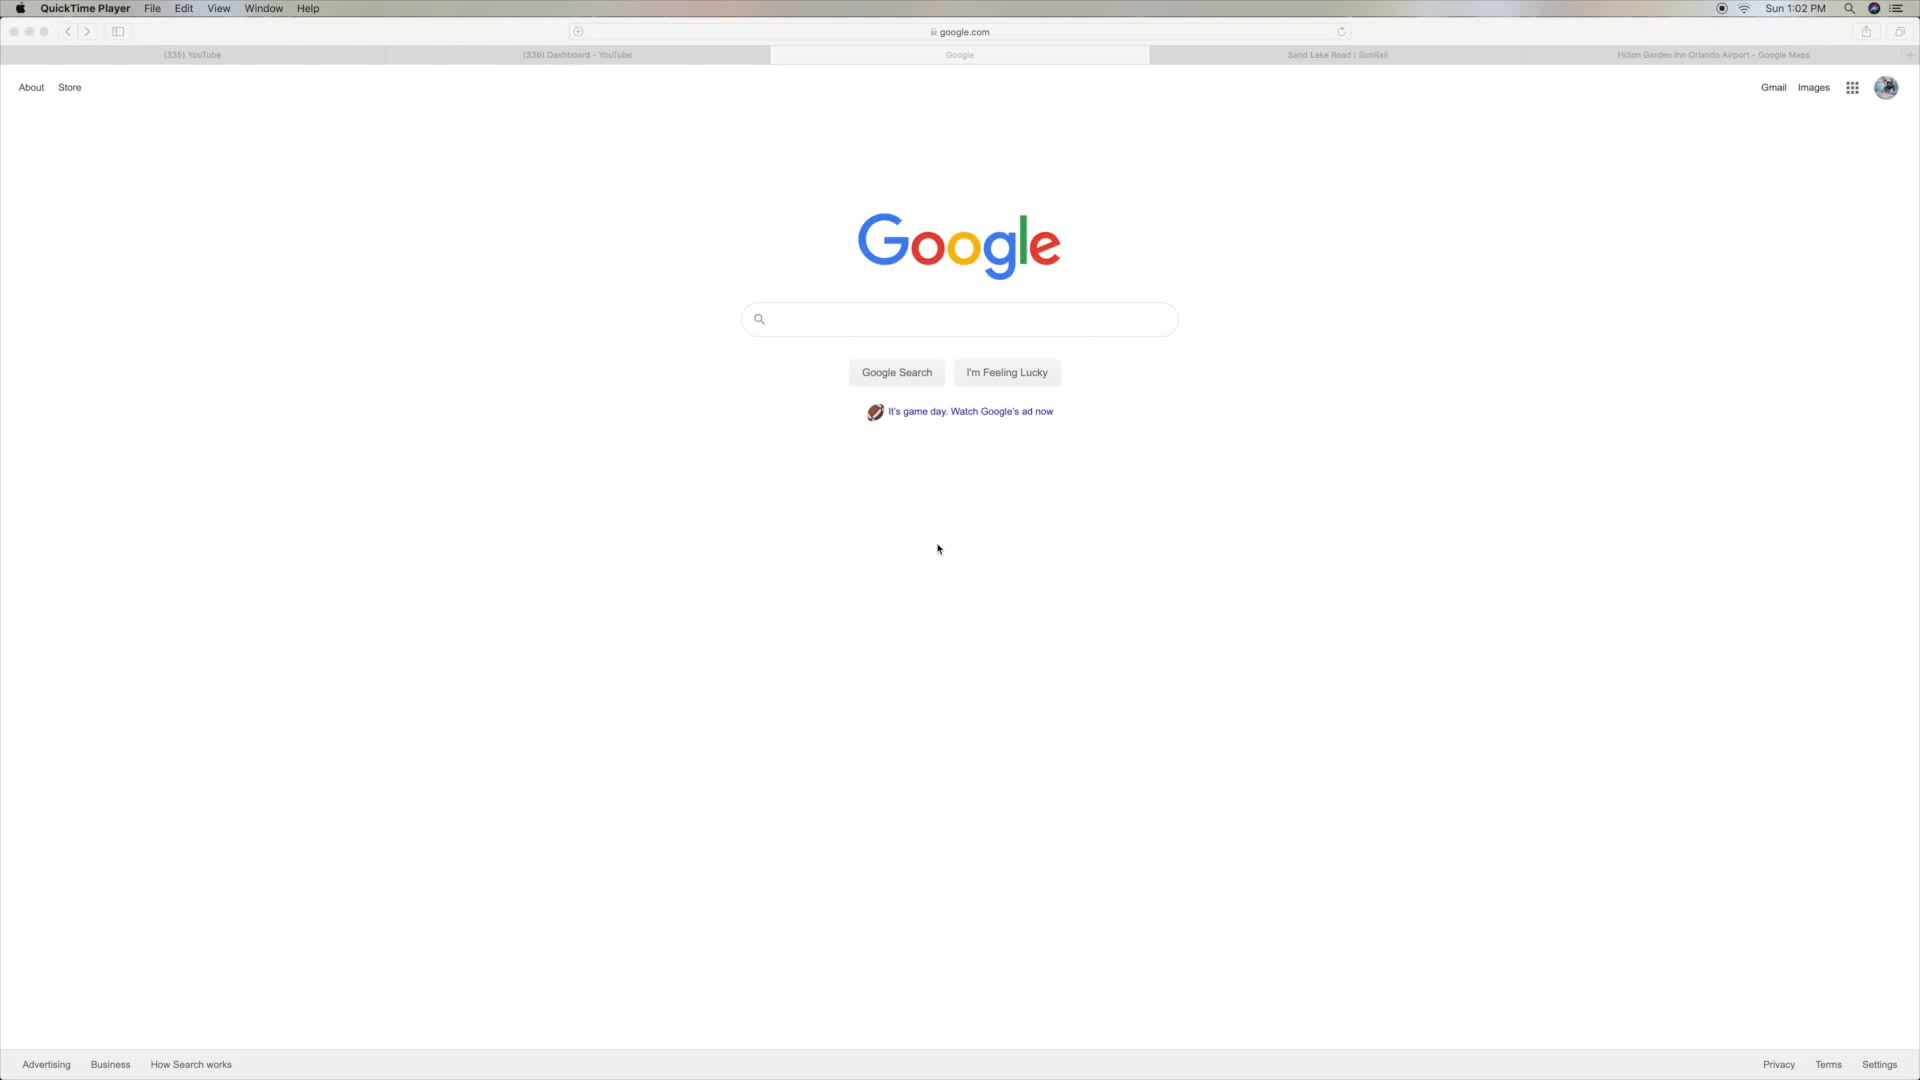 QuickTime Player File Edit View Window Help Sun 1:02 PM
google.com
(336) YouTube (336) Dashboard - YouTube Google Sand Lake Road | SunRail Hilton Garden Inn Orlando Airport - Google Maps
About Store Gmail Images
Google
Google Search I'm Feeling Lucky
It's game day. Watch Google's ad now
Advertising Business How Search works Privacy Terms Settings